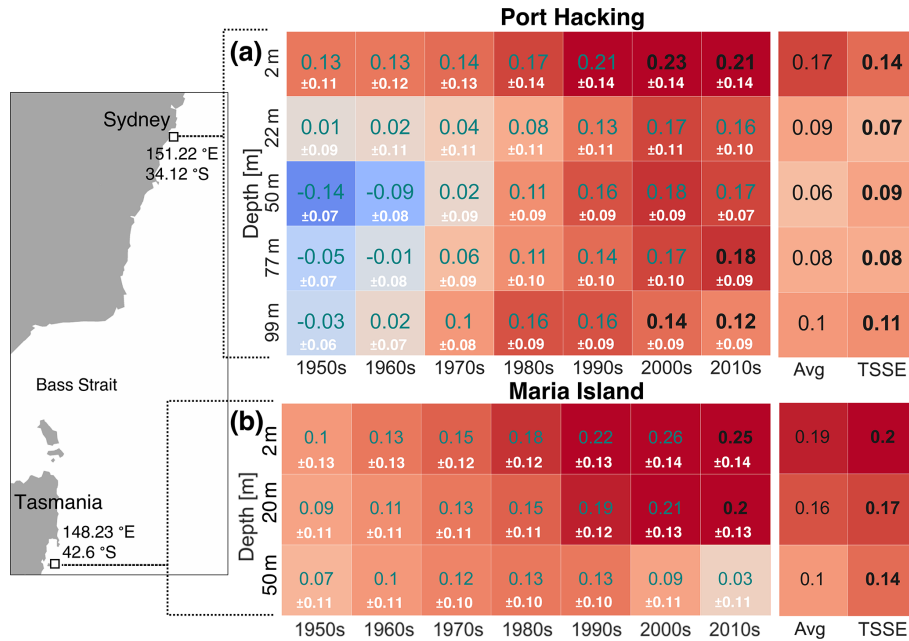 Port Hacking
(a)
2 m 0.13 0.13 0.14 0.17 0.21 0.23 0.21 0.17 0.14
±0.11 ±0.12 ±0.13 ±0.14 ±0.14 ±0.14 ±0.14
Sydney
151.22 °E
34.12 °S
Depth [m]
22 m 0.01 0.02 0.04 0.08 0.13 0.17 0.16 0.09 0.07
±0.09 ±0.11 ±0.11 ±0.11 ±0.11 ±0.11 ±0.10
50 m -0.14 -0.09 0.02 0.11 0.16 0.18 0.17 0.06 0.09
±0.07 ±0.08 ±0.09 ±0.09 ±0.09 ±0.09 ±0.07
77 m -0.05 -0.01 0.06 0.11 0.14 0.17 0.18 0.08 0.08
±0.07 ±0.08 ±0.09 ±0.10 ±0.10 ±0.10 ±0.09
99 m -0.03 0.02 0.1 0.16 0.16 0.14 0.12 0.1 0.11
±0.06 ±0.07 ±0.08 ±0.09 ±0.09 ±0.09 ±0.09
1950s 1960s 1970s 1980s 1990s 2000s 2010s Avg TSSE
Bass Strait
Maria Island
(b)
2 m 0.1 0.13 0.15 0.18 0.22 0.26 0.25 0.19 0.2
±0.13 ±0.13 ±0.12 ±0.12 ±0.13 ±0.14 ±0.14
Tasmania
148.23 °E
42.6 °S
Depth [m]
20 m 0.09 0.11 0.13 0.15 0.19 0.21 0.2 0.16 0.17
±0.11 ±0.11 ±0.11 ±0.11 ±0.12 ±0.13 ±0.13
50 m 0.07 0.1 0.12 0.13 0.13 0.09 0.03 0.1 0.14
±0.11 ±0.11 ±0.10 ±0.10 ±0.10 ±0.11 ±0.11
1950s 1960s 1970s 1980s 1990s 2000s 2010s Avg TSSE